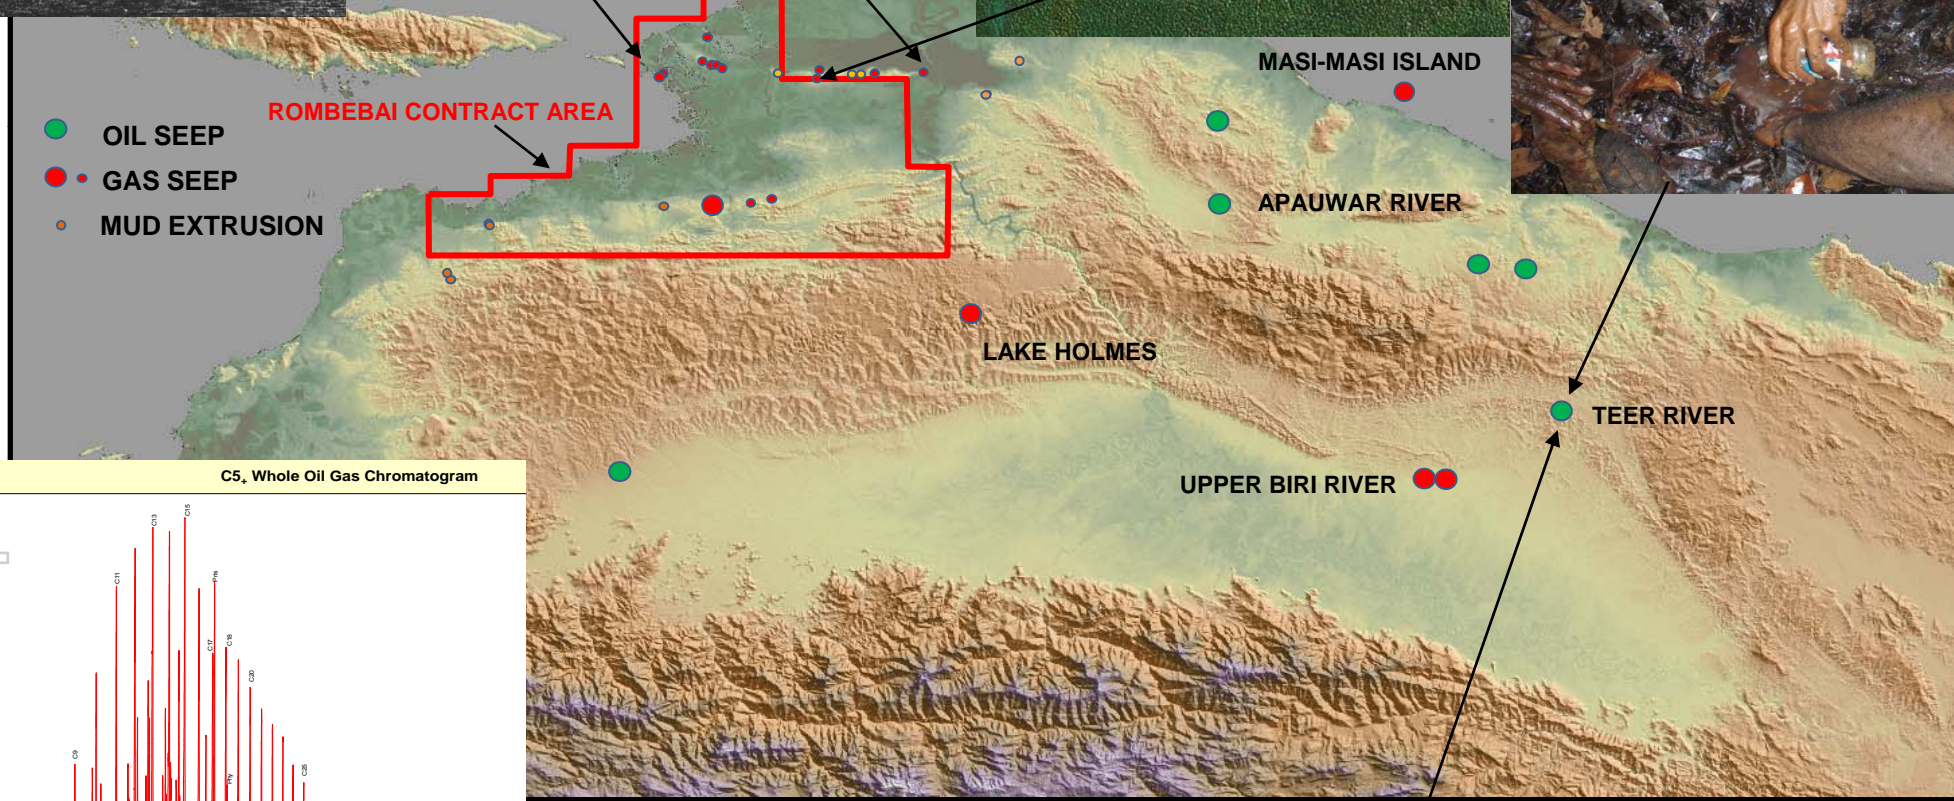 MASI-MASI ISLAND
ROMBEBAI CONTRACT AREA
OIL SEEP
GAS SEEP
MUD EXTRUSION
APAUWAR RIVER
LAKE HOLMES
TEER RIVER
UPPER BIRI RIVER
C5+ Whole Oil Gas Chromatogram
C9
C11
C13
C15
C17
Pris
C18
Phy
C20
C25